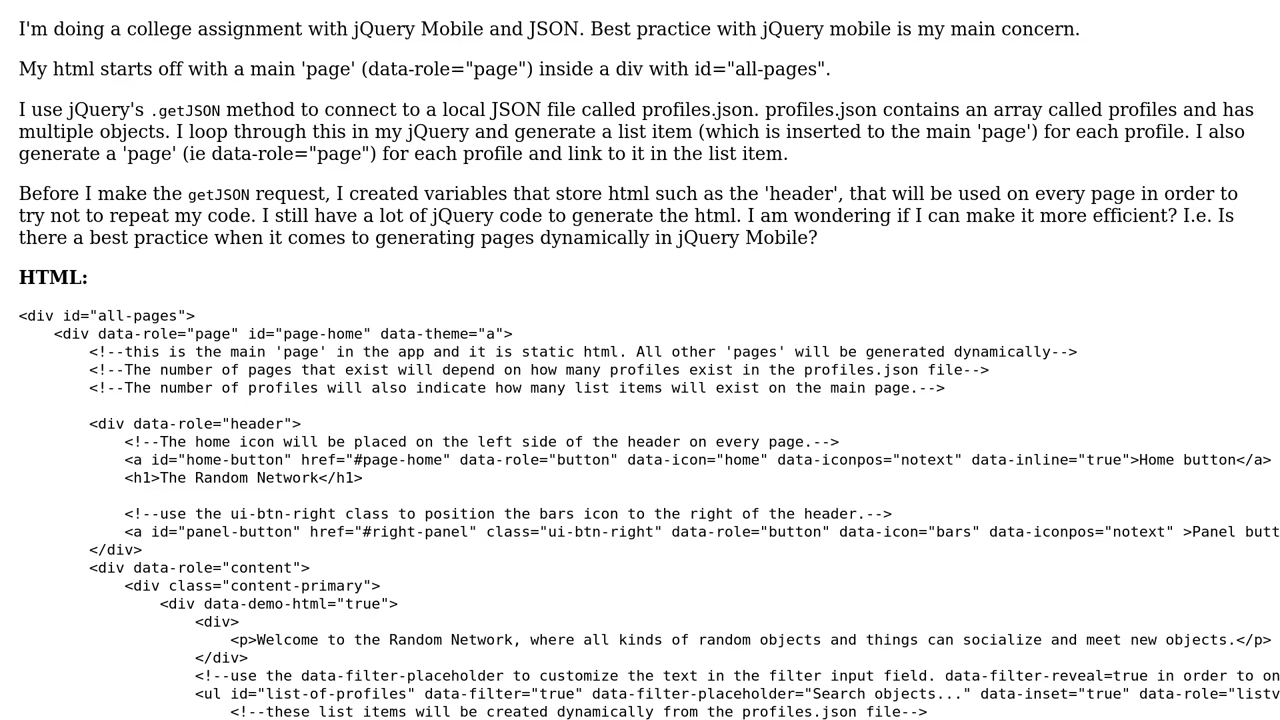 I'm doing a college assignment with jQuery Mobile and JSON. Best practice with jQuery mobile is my main concern.
My html starts off with a main 'page' (data-role="page") inside a div with id="all-pages".
I use jQuery's .getJSON method to connect to a local JSON file called profiles.json. profiles.json contains an array called profiles and has
multiple objects. I loop through this in my jQuery and generate a list item (which is inserted to the main 'page') for each profile. I also
generate a 'page' (ie data-role="page") for each profile and link to it in the list item.
Before I make the getJSON request, I created variables that store html such as the 'header', that will be used on every page in order to
try not to repeat my code. I still have a lot of jQuery code to generate the html. I am wondering if I can make it more efficient? I.e. Is
there a best practice when it comes to generating pages dynamically in jQuery Mobile?
HTML:
<div id="all-pages">
    <div data-role="page" id="page-home" data-theme="a">
        <!--this is the main 'page' in the app and it is static html. All other 'pages' will be generated dynamically-->
        <!--The number of pages that exist will depend on how many profiles exist in the profiles.json file-->
        <!--The number of profiles will also indicate how many list items will exist on the main page.-->
        <div data-role="header">
            <!--The home icon will be placed on the left side of the header on every page.-->
            <a id="home-button" href="#page-home" data-role="button" data-icon="home" data-iconpos="notext" data-inline="true">Home button</a>
            <h1>The Random Network</h1>
            <!--use the ui-btn-right class to position the bars icon to the right of the header.-->
            <a id="panel-button" href="#right-panel" class="ui-btn-right" data-role="button" data-icon="bars" data-iconpos="notext" >Panel butt
        </div>
        <div data-role="content">
            <div class="content-primary">
                <div data-demo-html="true">
                    <div>
                        <p>Welcome to the Random Network, where all kinds of random objects and things can socialize and meet new objects.</p>
                    </div>
                    <!--use the data-filter-placeholder to customize the text in the filter input field. data-filter-reveal=true in order to on
                    <ul id="list-of-profiles" data-filter="true" data-filter-placeholder="Search objects..." data-inset="true" data-role="listv
                        <!--these list items will be created dynamically from the profiles.json file-->